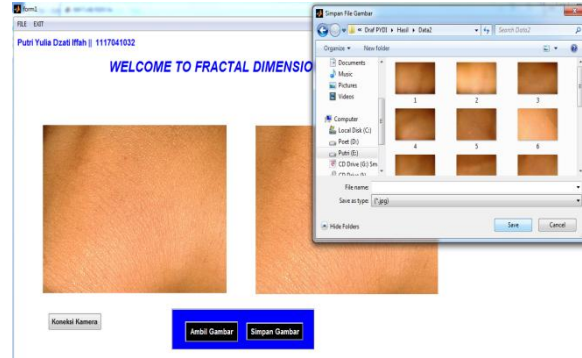 form1
FILE EXIT
Putri Yulia Dzati Iffah || 1117041032
WELCOME TO FRACTAL DIMENSIO
Koneksi Kamera
Ambil Gambar
Simpan Gambar
Simpan File Gambar
« Draf PY03 ▸ Hasil ▸ Data2
Search Data2
Organize New folder
Documents
Music
Pictures
Videos
Computer
Local Disk (C:)
Poet (D:)
Putri (E:)
CD Drive (G:) Sm
1 2 3
4 5 6
File name:
Save as type: (*.jpg)
Hide Folders
Save
Cancel